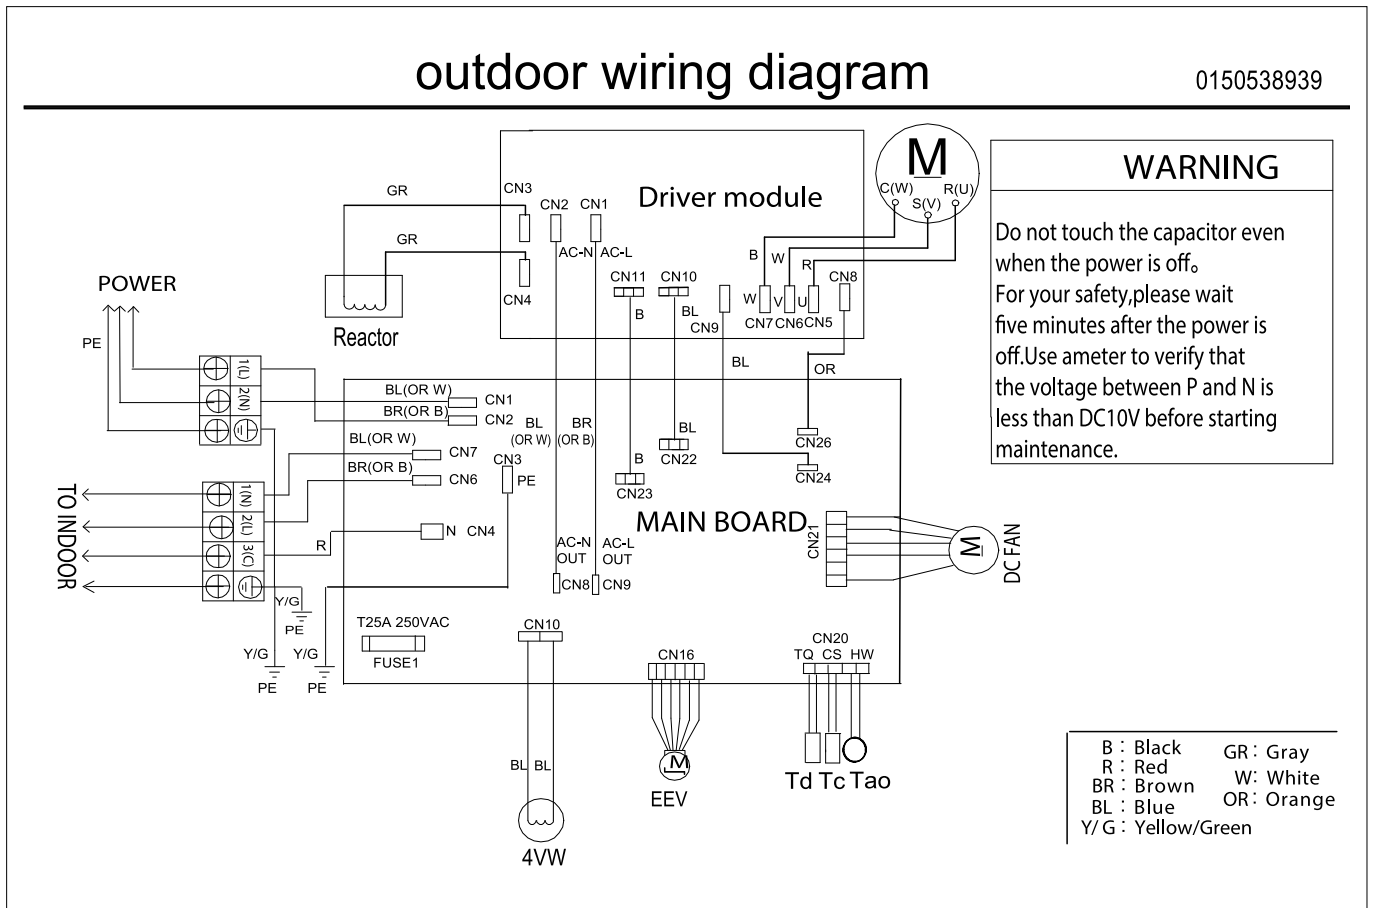 outdoor wiring diagram
0150538939
WARNING
Do not touch the capacitor even
when the power is off。
For your safety,please wait
five minutes after the power is
off.Use ameter to verify that
the voltage between P and N is
less than DC10V before starting
maintenance.
Driver module
M
C(W)
S(V)
R(U)
GR
GR
CN3
CN4
CN2
CN1
AC-N
AC-L
CN11
CN10
B
BL
CN9
B
W
R
W
V
U
CN7
CN6
CN5
CN8
BL
OR
Reactor
POWER
PE
1(L)
2(N)
BL(OR W)
CN1
BR(OR B)
CN2
BL(OR W)
CN7
BR(OR B)
CN6
BL
(OR W)
BR
(OR B)
CN3
PE
BL
CN22
B
CN23
CN26
CN24
TO INDOOR
1(N)
2(L)
3(C)
R
N
CN4
MAIN BOARD
CN21
M
DC FAN
AC-N
OUT
AC-L
OUT
CN8
CN9
Y/G
PE
Y/G
PE
Y/G
PE
T25A 250VAC
FUSE1
CN10
BL
BL
4VW
CN16
M
EEV
CN20
TQ
CS
HW
Td
Tc
Tao
B : Black
R : Red
BR : Brown
BL : Blue
Y/G : Yellow/Green
GR : Gray
W: White
OR: Orange